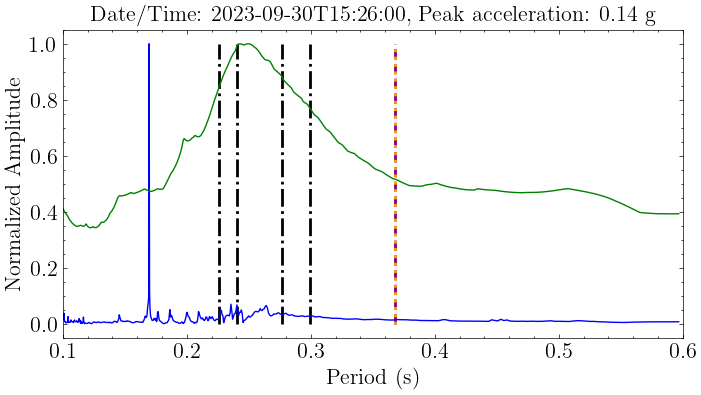 Date/Time: 2023-09-30T15:26:00, Peak acceleration: 0.14 g
1.0
0.8
0.6
0.4
0.2
0.0
Normalized Amplitude
0.1 0.2 0.3 0.4 0.5 0.6
Period (s)